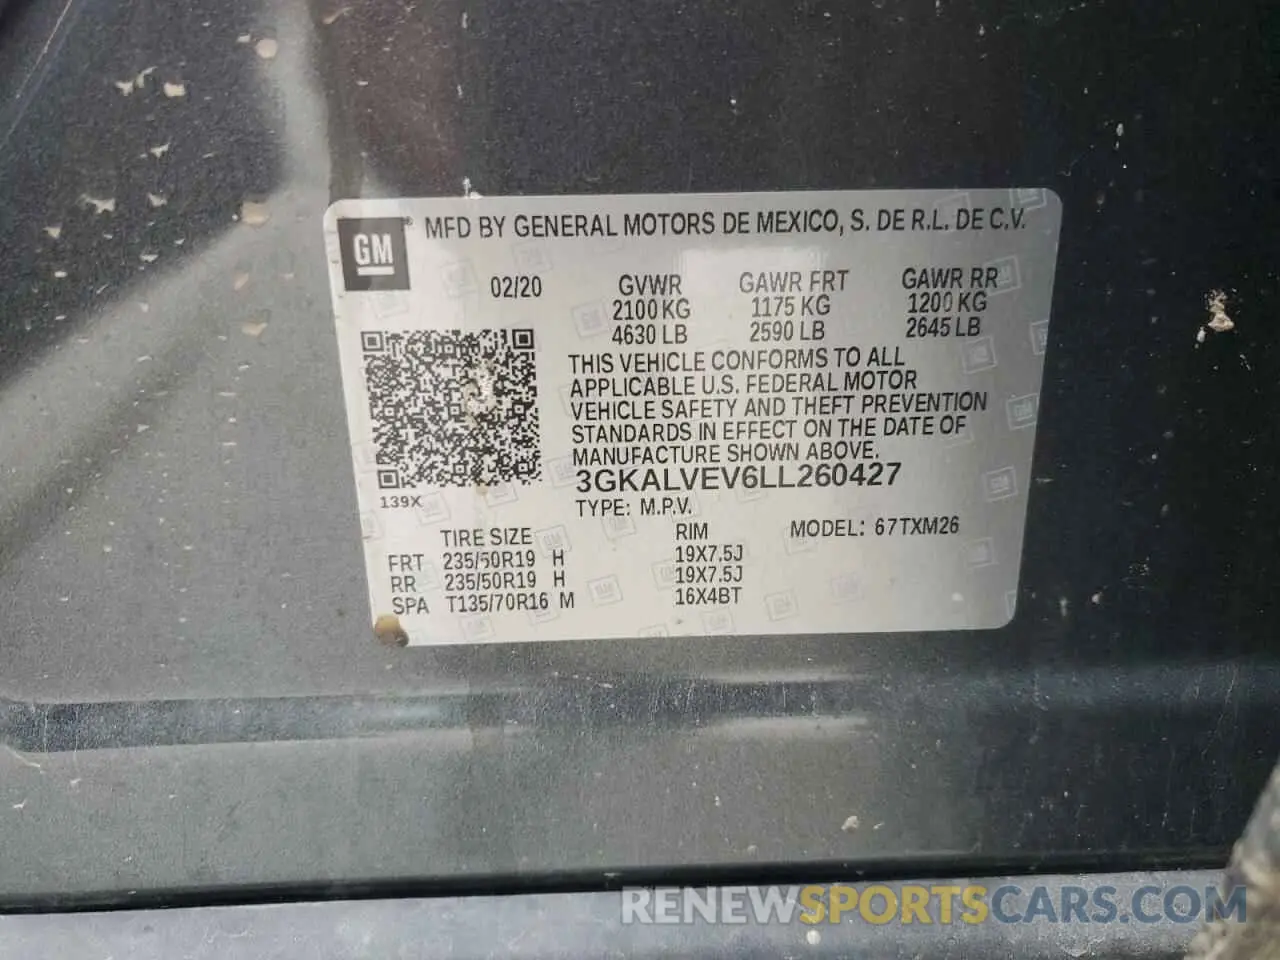 GM® MFD BY GENERAL MOTORS DE MEXICO, S. DE R.L. DE C.V.
02/20 GVWR GAWR FRT GAWR RR
2100 KG 1175 KG 1200 KG
4630 LB 2590 LB 2645 LB
THIS VEHICLE CONFORMS TO ALL
APPLICABLE U.S. FEDERAL MOTOR
VEHICLE SAFETY AND THEFT PREVENTION
STANDARDS IN EFFECT ON THE DATE OF
MANUFACTURE SHOWN ABOVE.
3GKALVEV6LL260427
139X
TYPE: M.P.V.
TIRE SIZE RIM MODEL: 67TXM26
FRT 235/50R19 H 19X7.5J
RR 235/50R19 H 19X7.5J
SPA T135/70R16 M 16X4BT
RENEWSPORTSCARS.COM